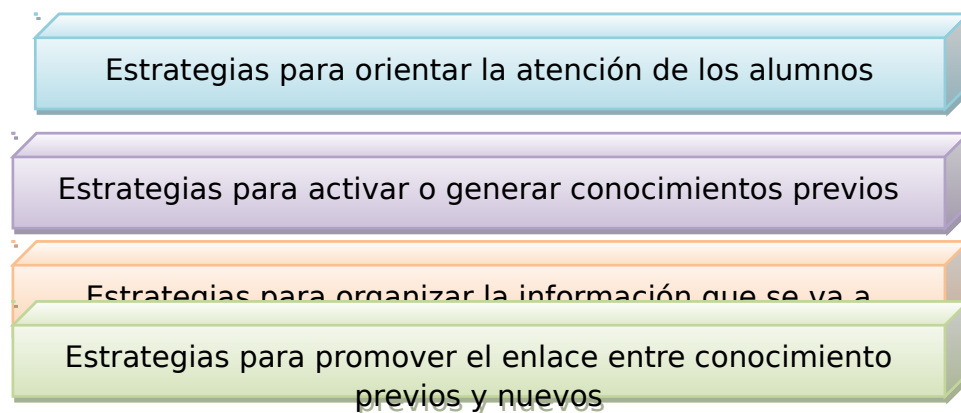 Estrategias para orientar la atención de los alumnos
Estrategias para activar o generar conocimientos previos
Estrategias para organizar la información que se va a
Estrategias para promover el enlace entre conocimiento
previos y nuevos